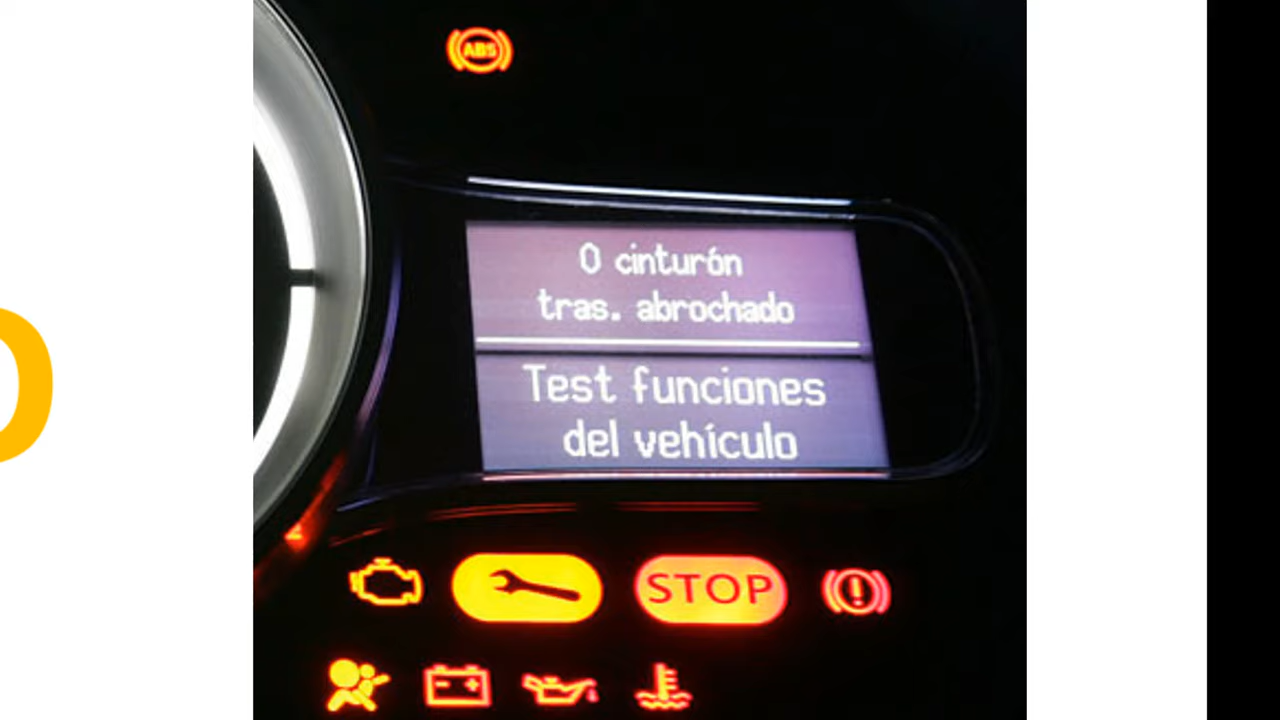 ABS
0 cinturón
tras. abrochado
Test funciones
del vehículo
STOP